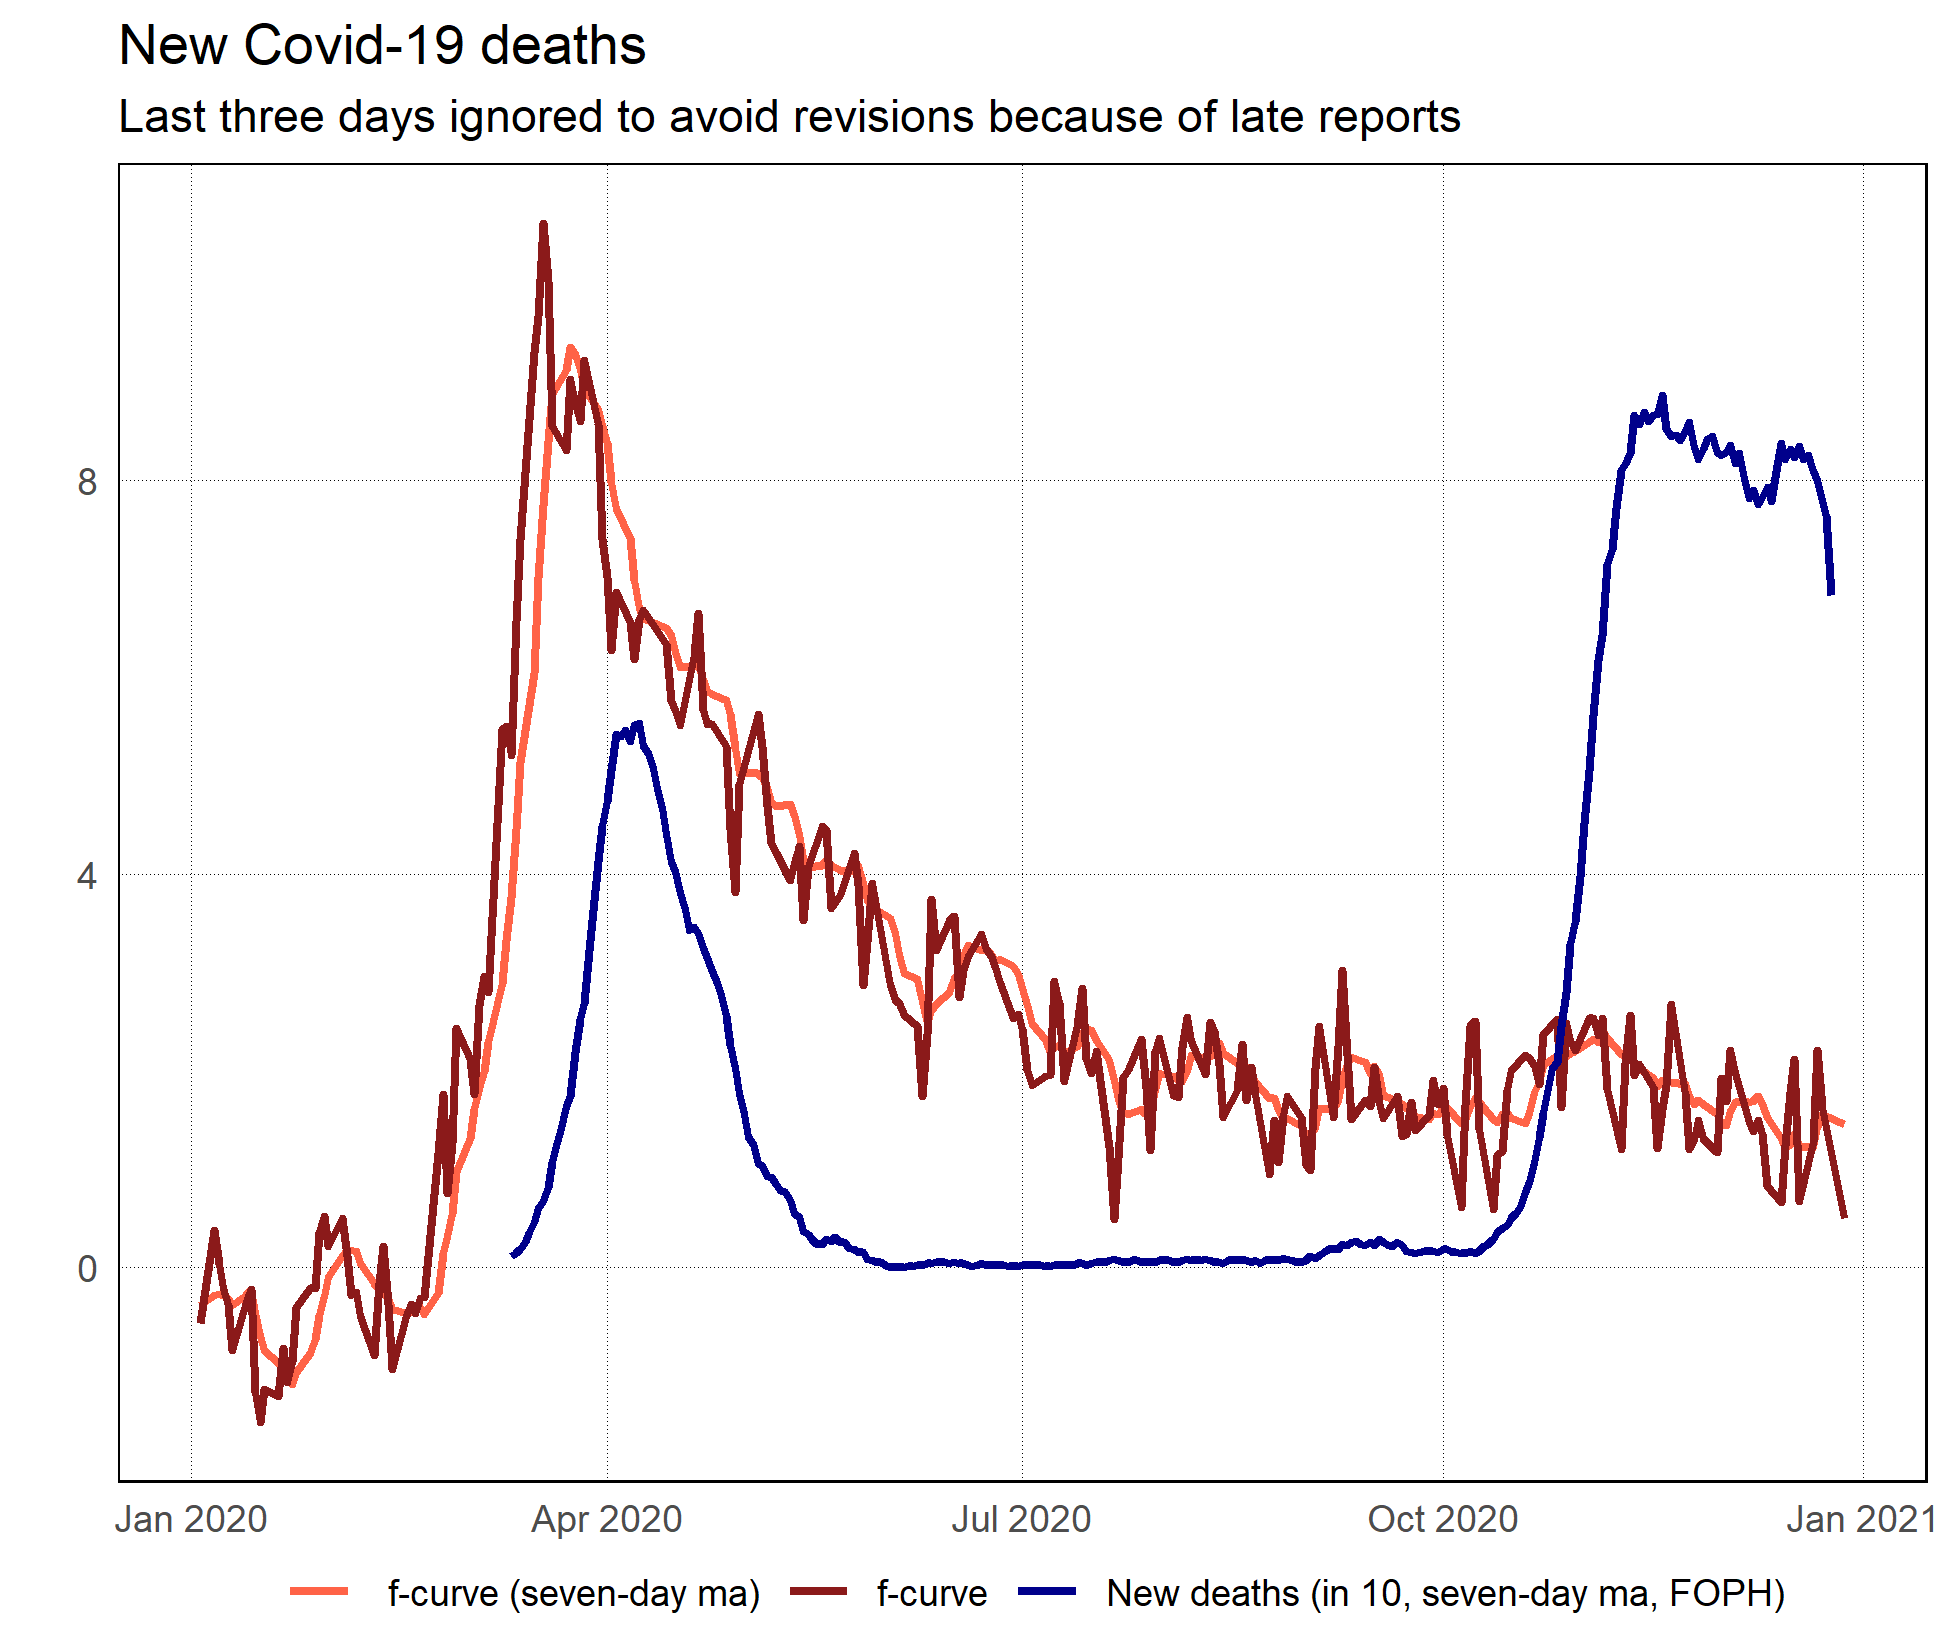 New Covid-19 deaths
Last three days ignored to avoid revisions because of late reports
8
4
0
Jan 2020 Apr 2020 Jul 2020 Oct 2020 Jan 2021
f-curve (seven-day ma) f-curve New deaths (in 10, seven-day ma, FOPH)